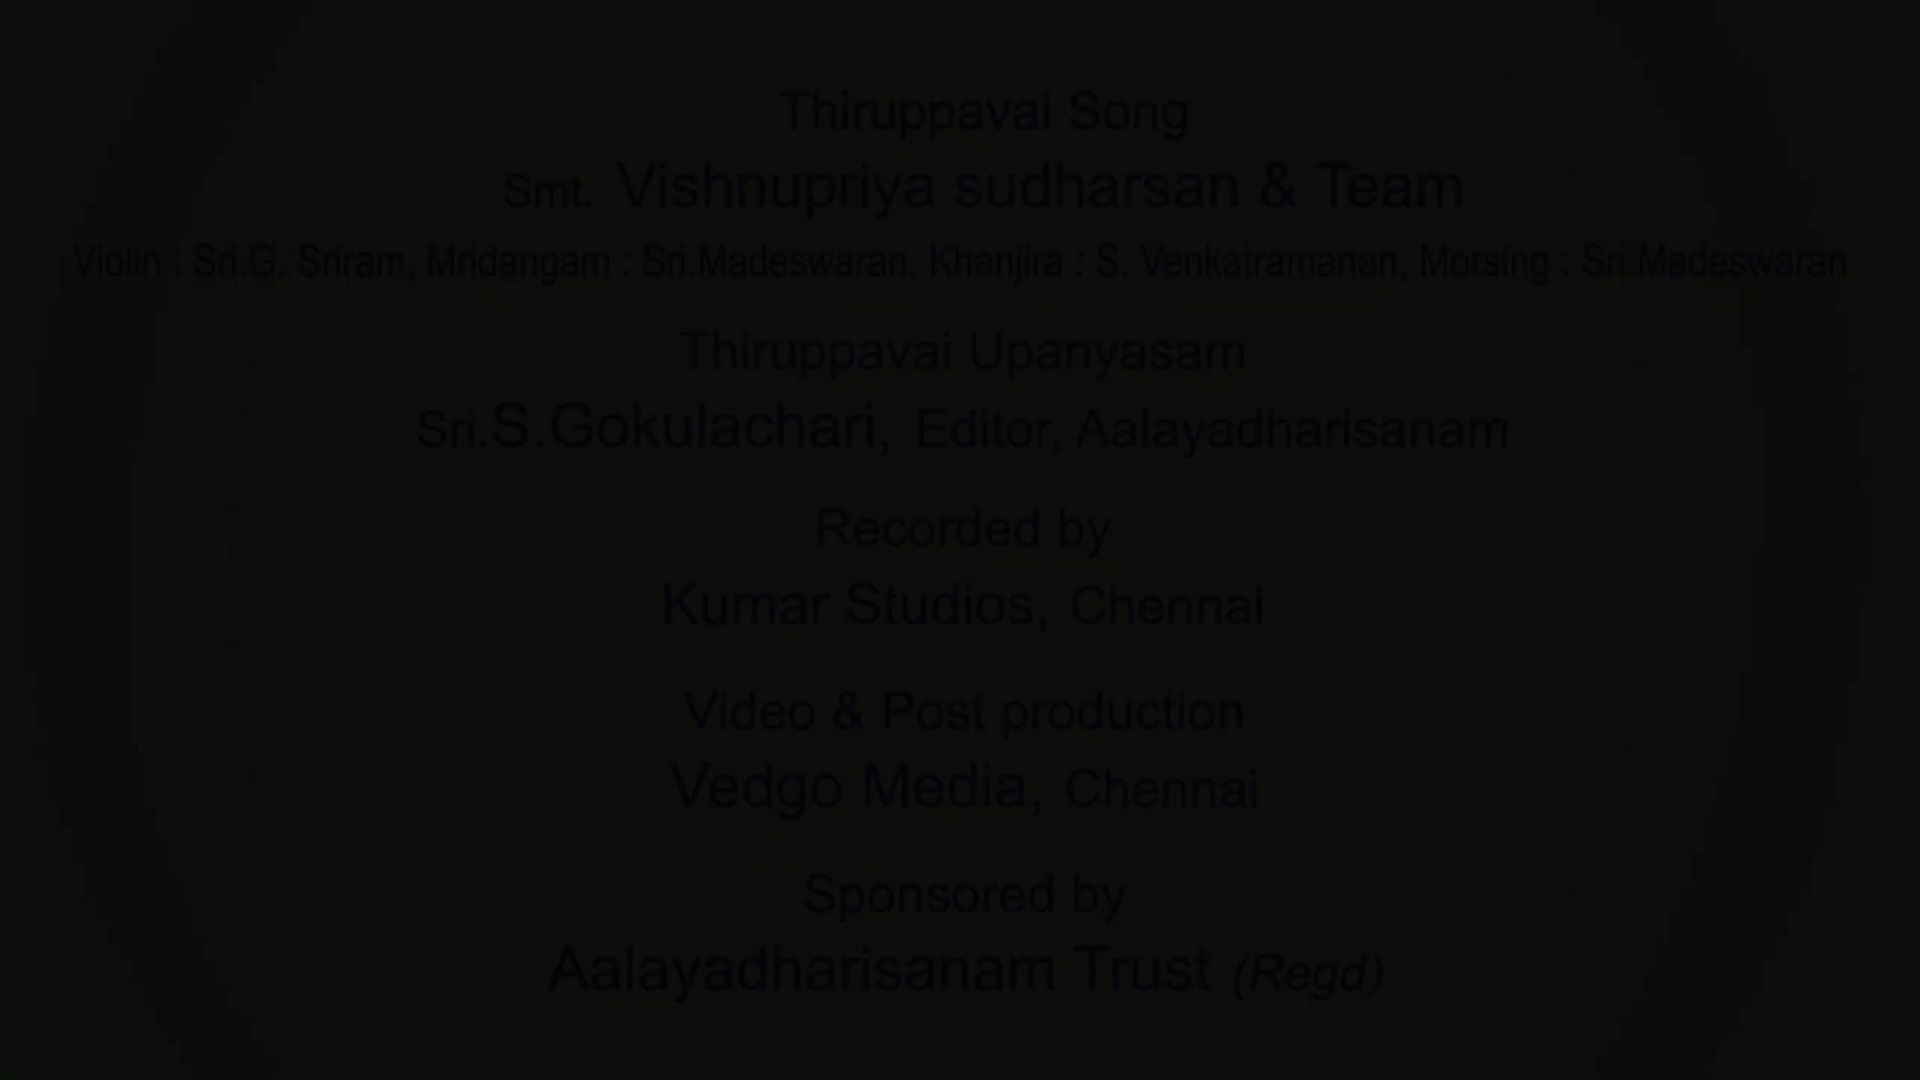 Thiruppavai Song
Smt. Vishnupriya sudharsan & Team
Violin : Sri.G. Sriram, Mridangam : Sri.Madeswaran, Khanjira : S. Venkatramanan, Morsing : Sri.Madeswaran
Thiruppavai Upanyasam
Sri.S.Gokulachari, Editor, Aalayadharisanam
Recorded by
Kumar Studios, Chennai
Video & Post production
Vedgo Media, Chennai
Sponsored by
Aalayadharisanam Trust (Regd)